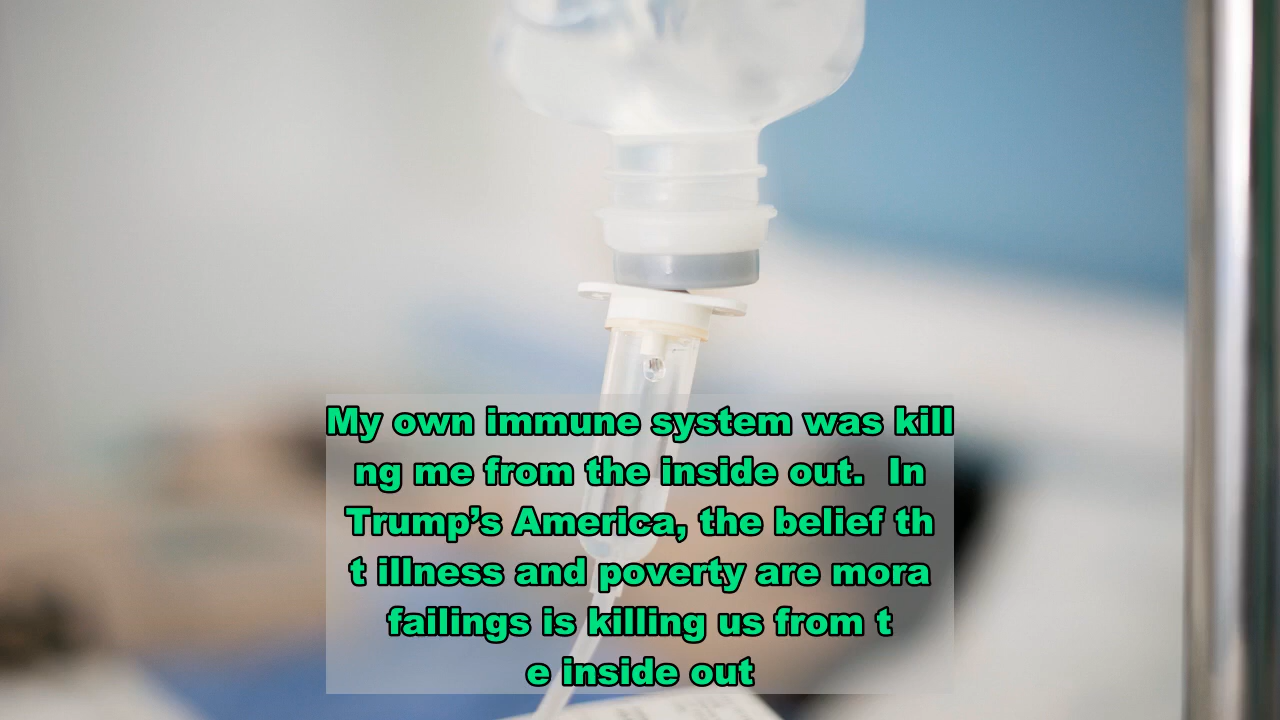 My own immune system was kill
ng me from the inside out.  In
Trump’s America, the belief th
t illness and poverty are mora
failings is killing us from t
e inside out